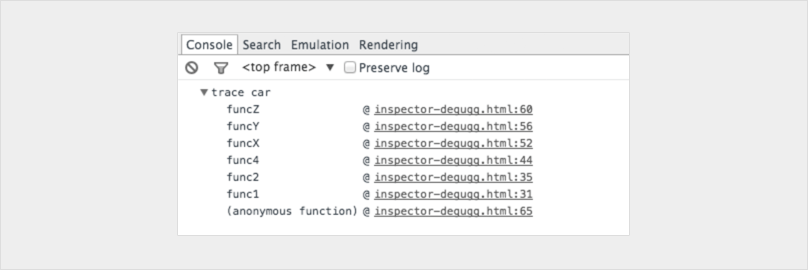 Console Search Emulation Rendering
<top frame> ▼ Preserve log
▼ trace car
funcZ @ inspector-degugg.html:60
funcY @ inspector-degugg.html:56
funcX @ inspector-degugg.html:52
func4 @ inspector-degugg.html:44
func2 @ inspector-degugg.html:35
func1 @ inspector-degugg.html:31
(anonymous function) @ inspector-degugg.html:65